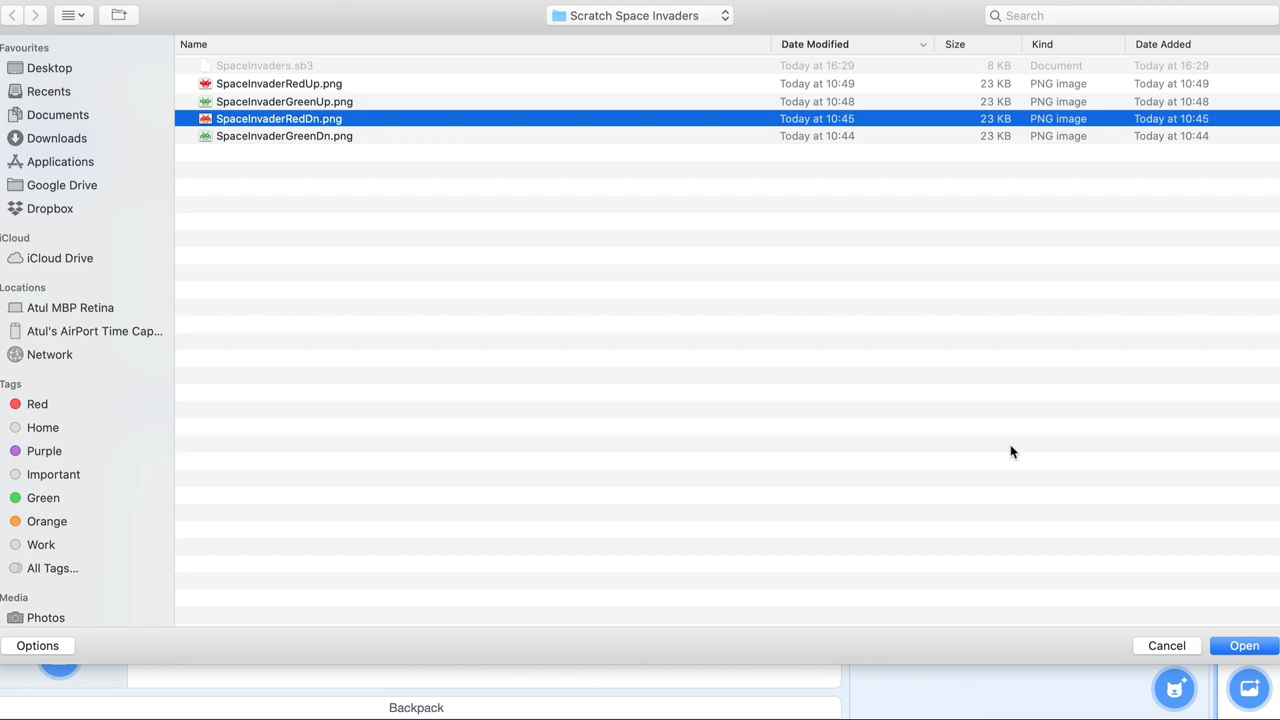 Scratch Space Invaders
Search
Favourites
Desktop
Recents
Documents
Downloads
Applications
Google Drive
Dropbox
iCloud
iCloud Drive
Locations
Atul MBP Retina
Atul's AirPort Time Cap...
Network
Tags
Red
Home
Purple
Important
Green
Orange
Work
All Tags...
Media
Photos
Name Date Modified Size Kind Date Added
SpaceInvaders.sb3 Today at 16:29 8 KB Document Today at 16:29
SpaceInvaderRedUp.png Today at 10:49 23 KB PNG image Today at 10:49
SpaceInvaderGreenUp.png Today at 10:48 23 KB PNG image Today at 10:48
SpaceInvaderRedDn.png Today at 10:45 23 KB PNG image Today at 10:45
SpaceInvaderGreenDn.png Today at 10:44 23 KB PNG image Today at 10:44
Options Cancel Open
Backpack